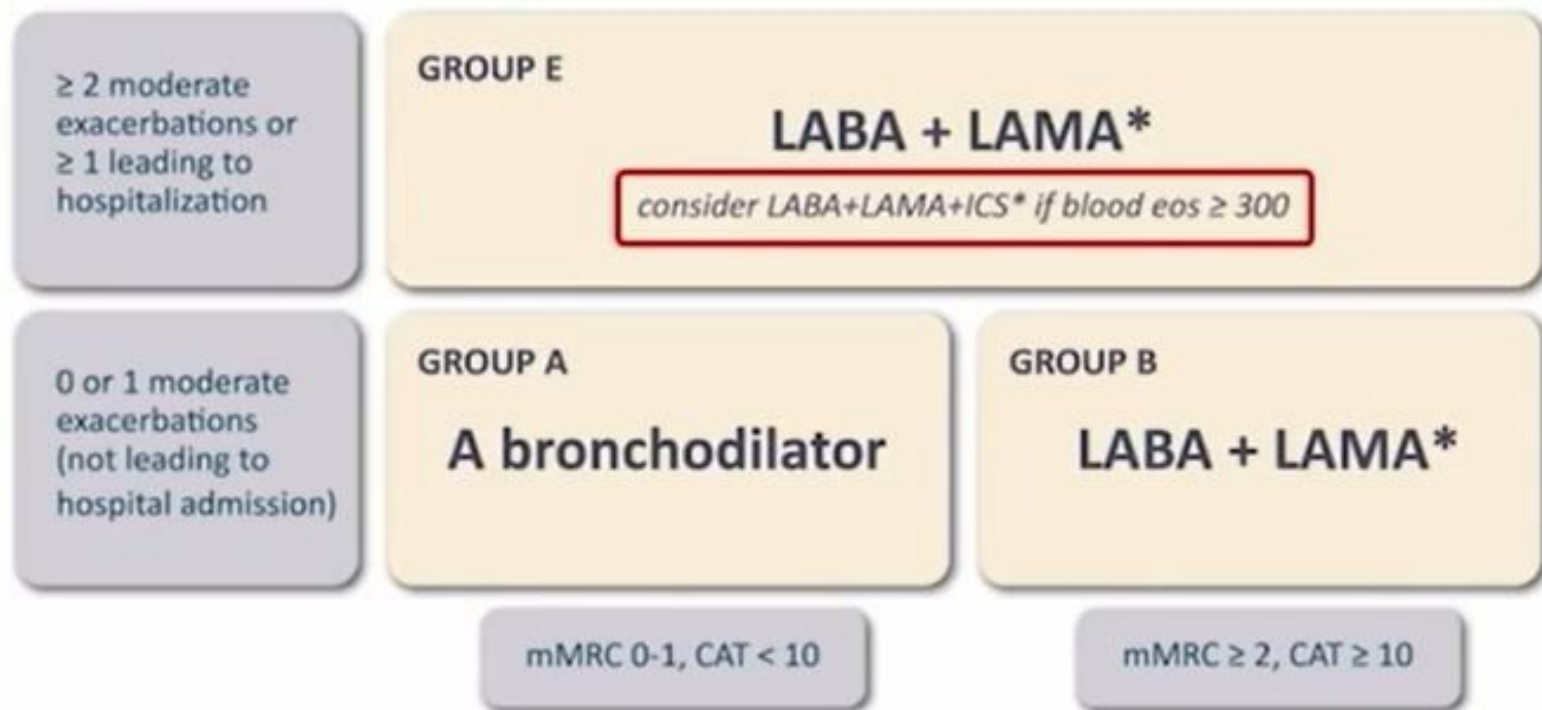 ≥ 2 moderate
exacerbations or
≥ 1 leading to
hospitalization
GROUP E
LABA + LAMA*
consider LABA+LAMA+ICS* if blood eos ≥ 300
0 or 1 moderate
exacerbations
(not leading to
hospital admission)
GROUP A
A bronchodilator
GROUP B
LABA + LAMA*
mMRC 0-1, CAT < 10
mMRC ≥ 2, CAT ≥ 10